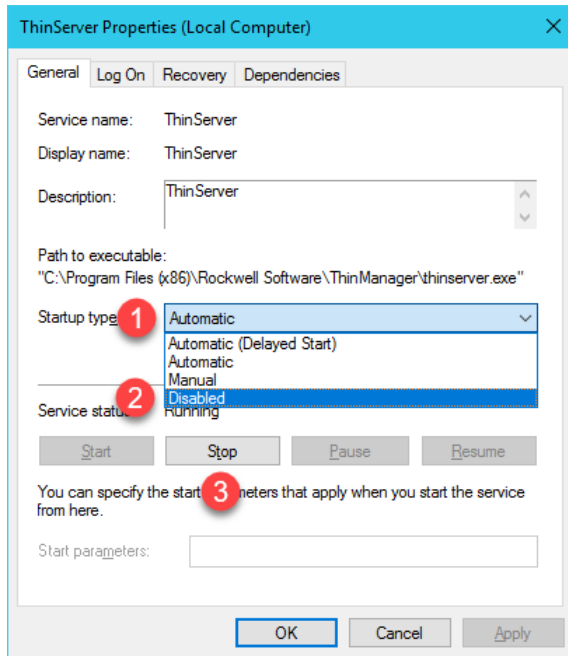 ThinServer Properties (Local Computer)
General Log On Recovery Dependencies
Service name: ThinServer
Display name: ThinServer
Description: ThinServer
Path to executable:
"C:\Program Files (x86)\Rockwell Software\ThinManager\thinserver.exe"
Startup type 1 Automatic
Automatic (Delayed Start)
Automatic
Manual
2 Disabled
Service status Running
Start Stop Pause Resume
3
You can specify the start meters that apply when you start the service
from here.
Start parameters:
OK Cancel Apply